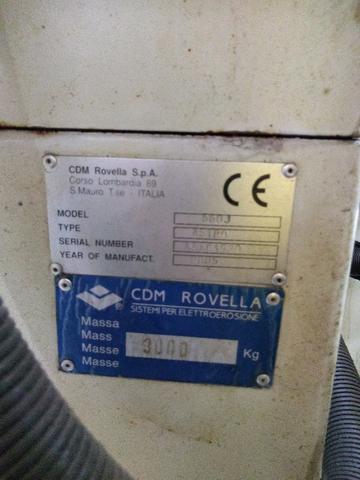 CDM Rovella S.p.A.
Corso Lombardia 69
S.Mauro T.se - ITALIA
CE
MODEL 550J
TYPE
SERIAL NUMBER
YEAR OF MANUFACT.
CDM ROVELLA
SISTEMI PER ELETTROEROSIONE
Massa
Mass
Masse 3000 Kg
Masse